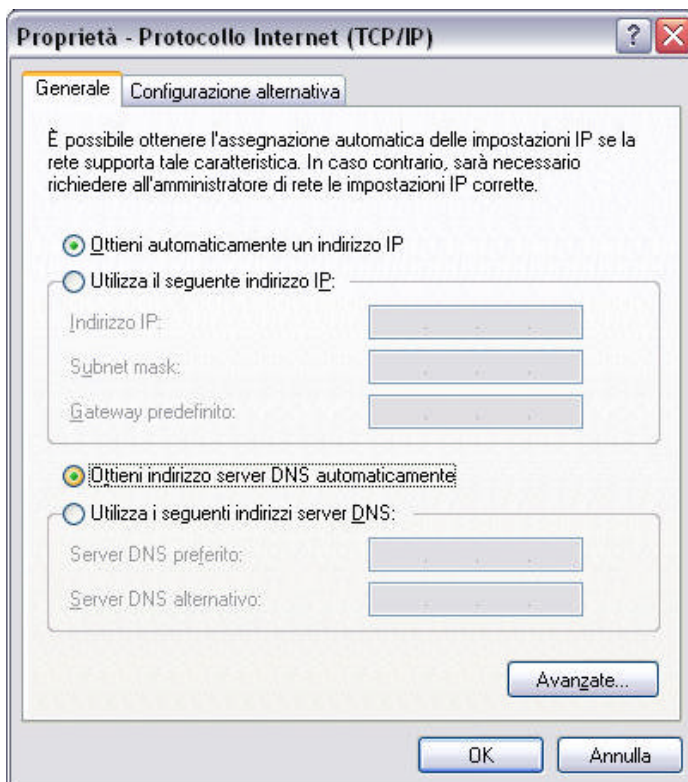 Proprietà - Protocollo Internet (TCP/IP)
Generale
Configurazione alternativa
È possibile ottenere l'assegnazione automatica delle impostazioni IP se la
rete supporta tale caratteristica. In caso contrario, sarà necessario
richiedere all'amministratore di rete le impostazioni IP corrette.
Ottieni automaticamente un indirizzo IP
Utilizza il seguente indirizzo IP:
Indirizzo IP:
Subnet mask:
Gateway predefinito:
Ottieni indirizzo server DNS automaticamente
Utilizza i seguenti indirizzi server DNS:
Server DNS preferito:
Server DNS alternativo:
Avanzate...
OK
Annulla